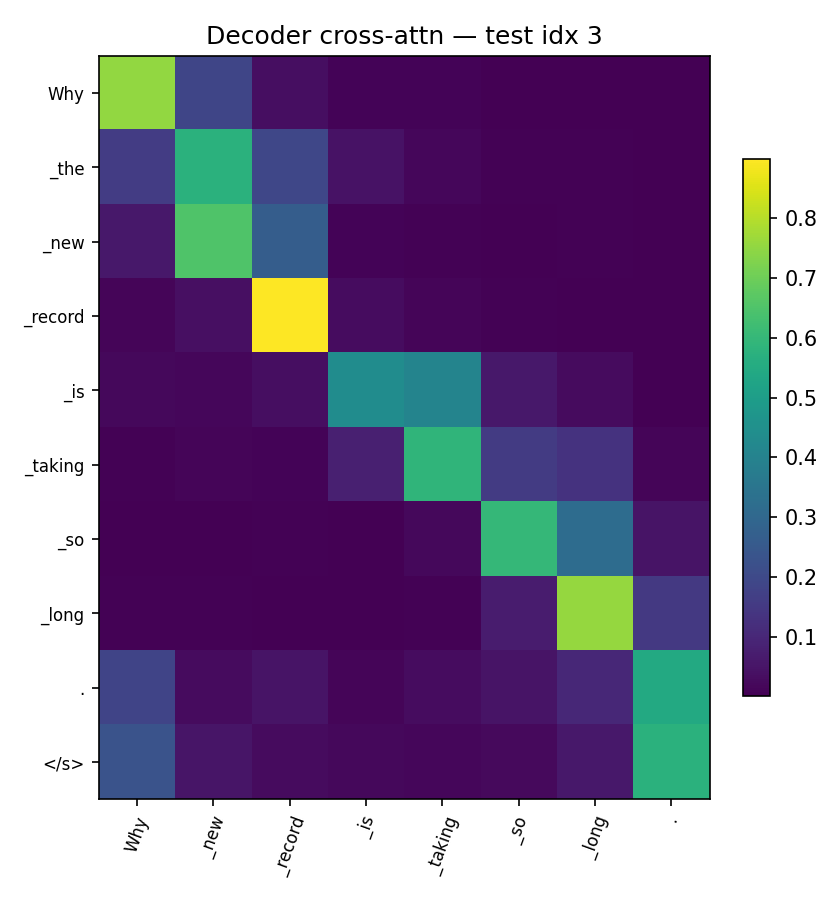 Decoder cross-attn — test idx 3
Why
_the
_new
_record
_is
_taking
_so
_long
.
</s>
Why
_new
_record
_is
_taking
_so
_long
.
0.8
0.7
0.6
0.5
0.4
0.3
0.2
0.1